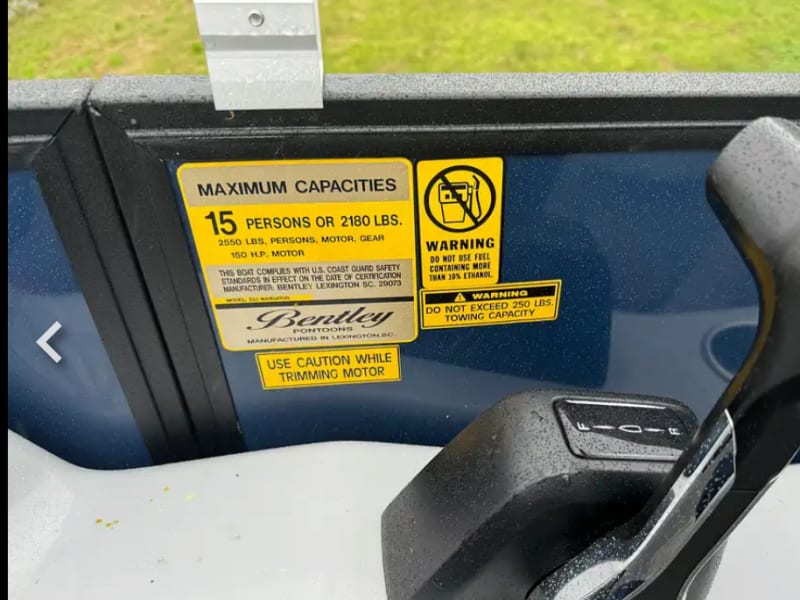 MAXIMUM CAPACITIES
15 PERSONS OR 2180 LBS.
2550 LBS, PERSONS, MOTOR, GEAR
150 H.P. MOTOR
THIS BOAT COMPLIES WITH U.S. COAST GUARD SAFETY
STANDARDS IN EFFECT ON THE DATE OF CERTIFICATION
MANUFACTURER: BENTLEY LEXINGTON SC. 29073
Bentley
PONTOONS
MANUFACTURED IN LEXINGTON, SC.
WARNING
DO NOT USE FUEL
CONTAINING MORE
THAN 10% ETHANOL.
WARNING
DO NOT EXCEED 250 LBS.
TOWING CAPACITY
USE CAUTION WHILE
TRIMMING MOTOR